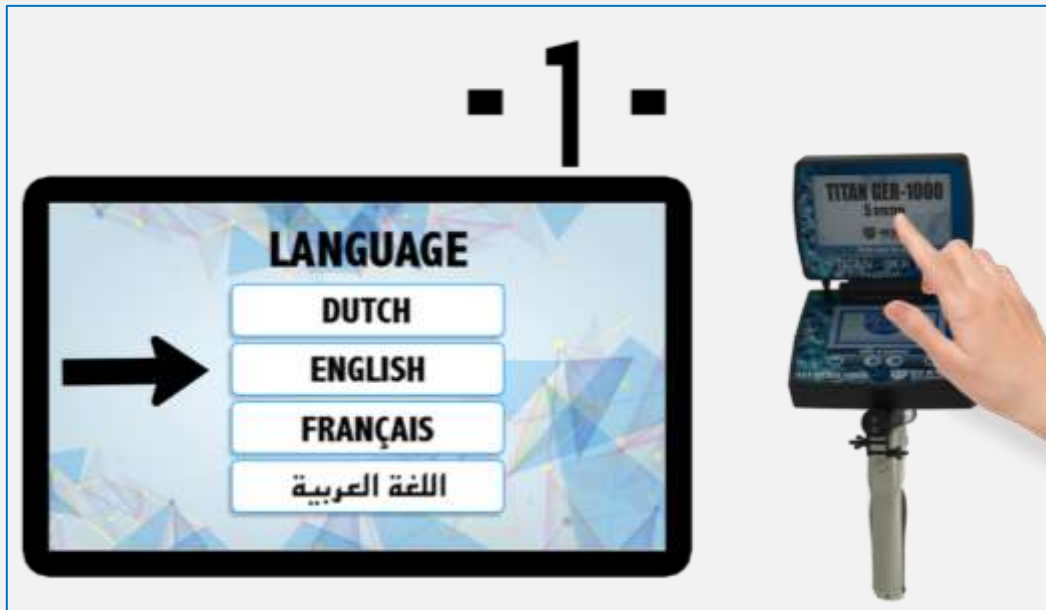 - 1 -
LANGUAGE
DUTCH
ENGLISH
FRANÇAIS
اللغة العربية
TITAN GER-1000